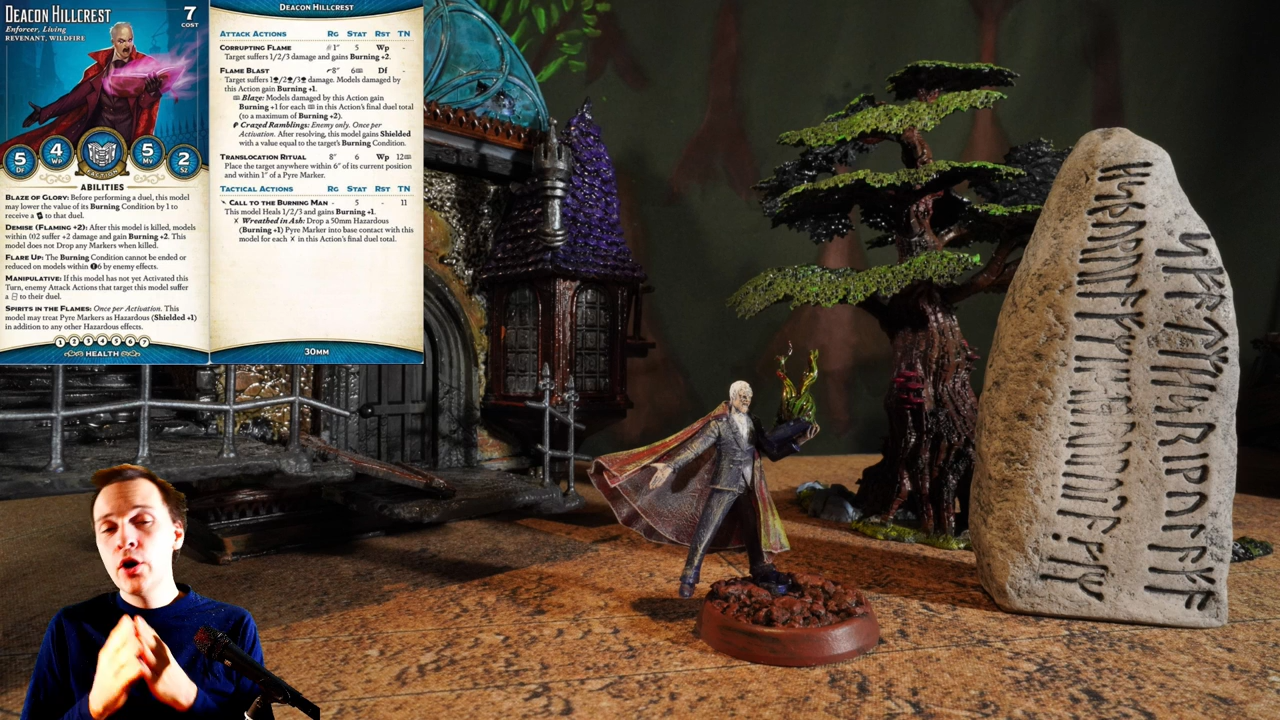 DEACON HILLCREST
7
COST
Enforcer, Living
REVENANT, WILDFIRE
5
DF
4
WP
5
MV
2
SZ
ABILITIES
BLAZE OF GLORY: Before performing a duel, this model
may lower the value of its Burning Condition by 1 to
receive a to that duel.
DEMISE (FLAMING +2): After this model is killed, models
within 2 suffer +2 damage and gain Burning +2. This
model does not Drop any Markers when killed.
FLARE UP: The Burning Condition cannot be ended or
reduced on models within 6 by enemy effects.
MANIPULATIVE: If this model has not yet Activated this
Turn, enemy Attack Actions that target this model suffer
a to their duel.
SPIRITS IN THE FLAMES: Once per Activation. This
model may treat Pyre Markers as Hazardous (Shielded +1)
in addition to any other Hazardous effects.
1 2 3 4 5 6 7
HEALTH
DEACON HILLCREST
ATTACK ACTIONS RG STAT RST TN
CORRUPTING FLAME 1" 5 Wp -
Target suffers 1/2/3 damage and gains Burning +2.
FLAME BLAST 8" 6 Df -
Target suffers 1/2/3 damage. Models damaged by
this Action gain Burning +1.
Blaze: Models damaged by this Action gain
Burning +1 for each in this Action's final duel total
(to a maximum of Burning +2).
Crazed Ramblings: Enemy only. Once per
Activation. After resolving, this model gains Shielded
with a value equal to the target's Burning Condition.
TRANSLOCATION RITUAL 8" 6 Wp 12
Place the target anywhere within 6" of its current position
and within 1" of a Pyre Marker.
TACTICAL ACTIONS RG STAT RST TN
CALL TO THE BURNING MAN - 5 - 11
This model Heals 1/2/3 and gains Burning +1.
Wreathed in Ash: Drop a 50mm Hazardous
(Burning +1) Pyre Marker into base contact with this
model for each in this Action's final duel total.
30MM